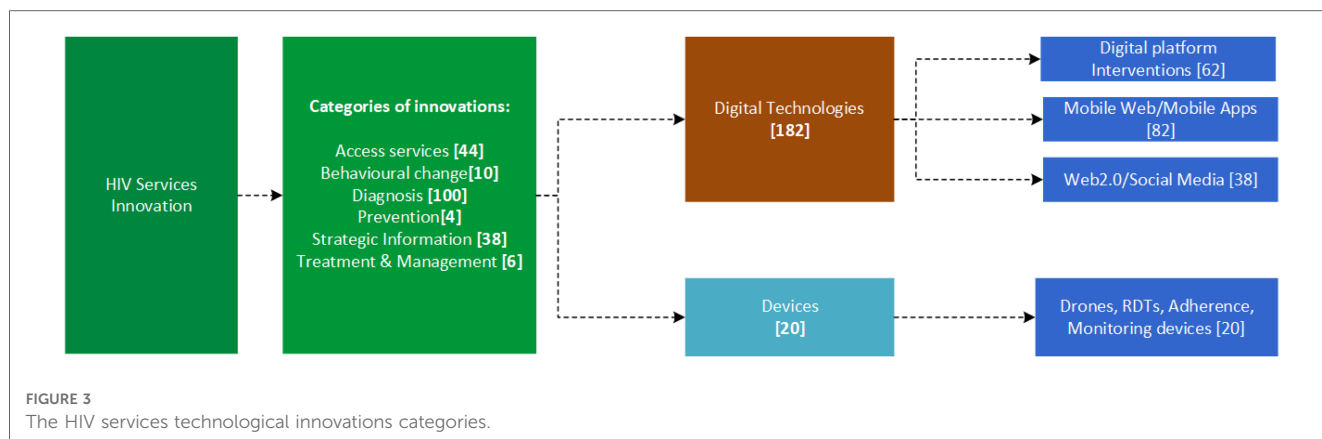 HIV Services
Innovation
Categories of innovations:
Access services [44]
Behavioural change[10]
Diagnosis [100]
Prevention[4]
Strategic Information [38]
Treatment & Management [6]
Digital Technologies
[182]
Devices
[20]
Digital platform
Interventions [62]
Mobile Web/Mobile Apps
[82]
Web2.0/Social Media [38]
Drones, RDTs, Adherence,
Monitoring devices [20]
FIGURE 3
The HIV services technological innovations categories.